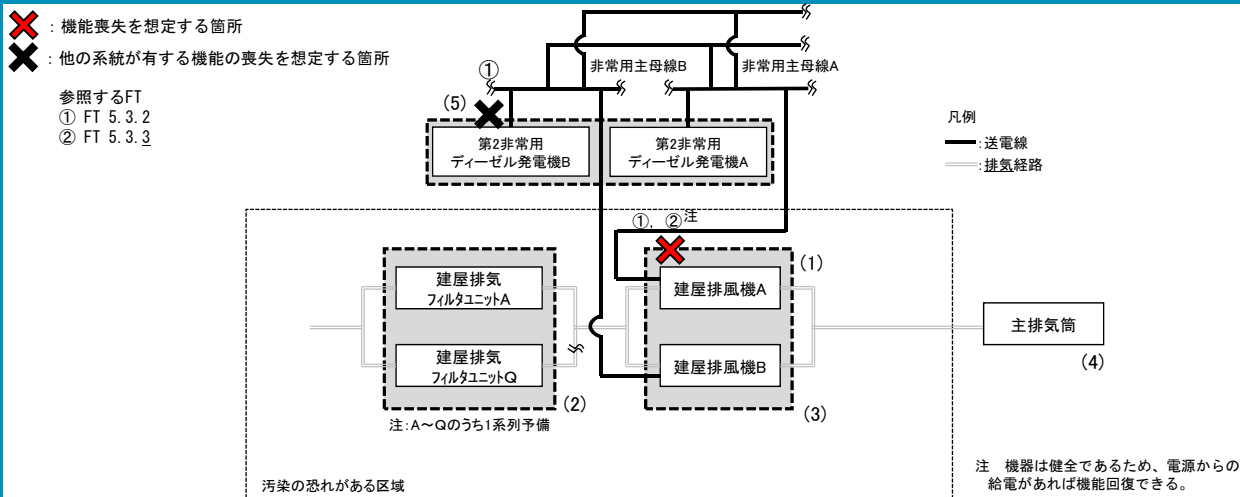 ：機能喪失を想定する箇所
：他の系統が有する機能の喪失を想定する箇所
参照するFT
① FT 5.3.2
② FT 5.3.3
①
(5)
非常用主母線B
非常用主母線A
第2非常用
ディーゼル発電機B
第2非常用
ディーゼル発電機A
凡例
：送電線
：排気経路
①，②注
(1)
建屋排気
フィルタユニットA
建屋排風機A
建屋排気
フィルタユニットQ
建屋排風機B
主排気筒
(4)
(2)
(3)
注：A～Qのうち1系列予備
汚染の恐れがある区域
注　機器は健全であるため、電源からの
給電があれば機能回復できる。